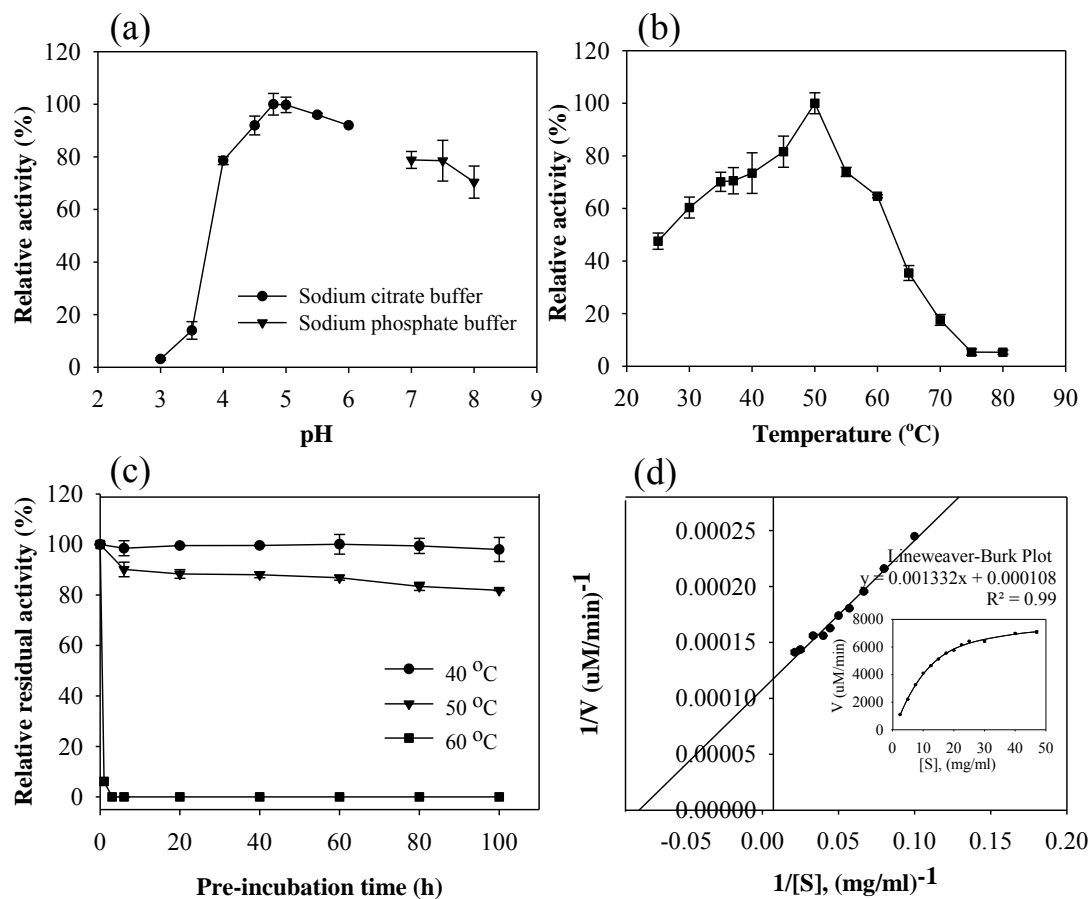 (a)
120
100
80
60
40
20
0
Relative activity (%)
Sodium citrate buffer
Sodium phosphate buffer
2 3 4 5 6 7 8 9
pH
(b)
120
100
80
60
40
20
0
Relative activity (%)
20 30 40 50 60 70 80 90
Temperature (°C)
(c)
120
100
80
60
40
20
0
Relative residual activity (%)
40 °C
50 °C
60 °C
0 20 40 60 80 100
Pre-incubation time (h)
(d)
0.00025
0.00020
0.00015
0.00010
0.00005
0.00000
1/V (uM/min)⁻¹
Lineweaver-Burk Plot
y = 0.001332x + 0.000108
R² = 0.99
8000
6000
4000
2000
0
V (uM/min)
0 10 20 30 40 50
[S], (mg/ml)
-0.05 0.00 0.05 0.10 0.15 0.20
1/[S], (mg/ml)⁻¹